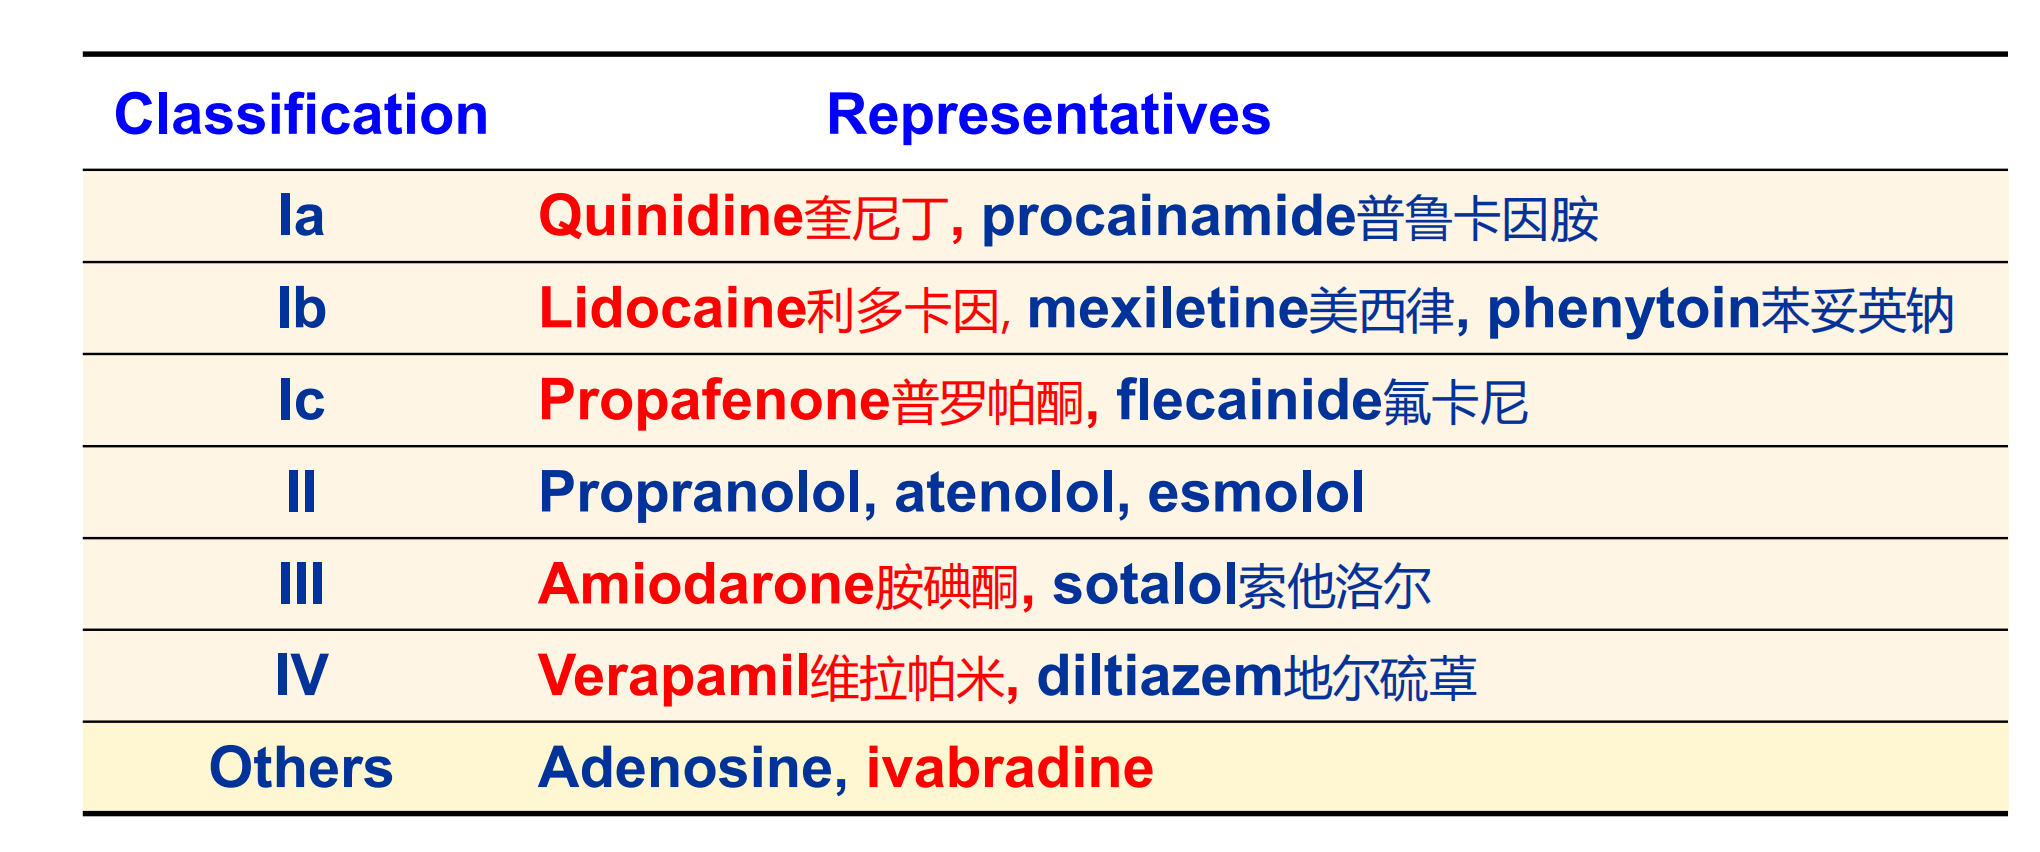 Classification Representatives
Ia Quinidine奎尼丁, procainamide普鲁卡因胺
Ib Lidocaine利多卡因, mexiletine美西律, phenytoin苯妥英钠
Ic Propafenone普罗帕酮, flecainide氟卡尼
II Propranolol, atenolol, esmolol
III Amiodarone胺碘酮, sotalol索他洛尔
IV Verapamil维拉帕米, diltiazem地尔硫䓬
Others Adenosine, ivabradine